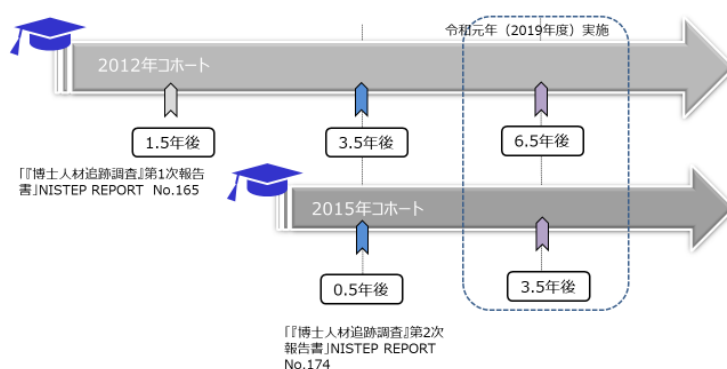 令和元年（2019年度）実施
2012年コホート
1.5年後
3.5年後
6.5年後
「『博士人材追跡調査』第1次報告
書」NISTEP REPORT No.165
2015年コホート
0.5年後
3.5年後
「『博士人材追跡調査』第2次
報告書」NISTEP REPORT
No.174